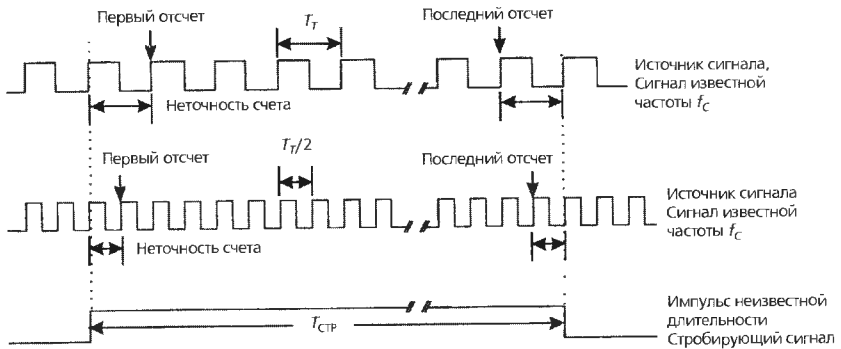 Первый отсчет
T_T
Последний отсчет
Источник сигнала,
Сигнал известной
частоты f_C
Неточность счета
Первый отсчет
T_T/2
Последний отсчет
Источник сигнала
Сигнал известной
частоты f_C
Неточность счета
Импульс неизвестной
длительности
Стробирующий сигнал
T_СТР